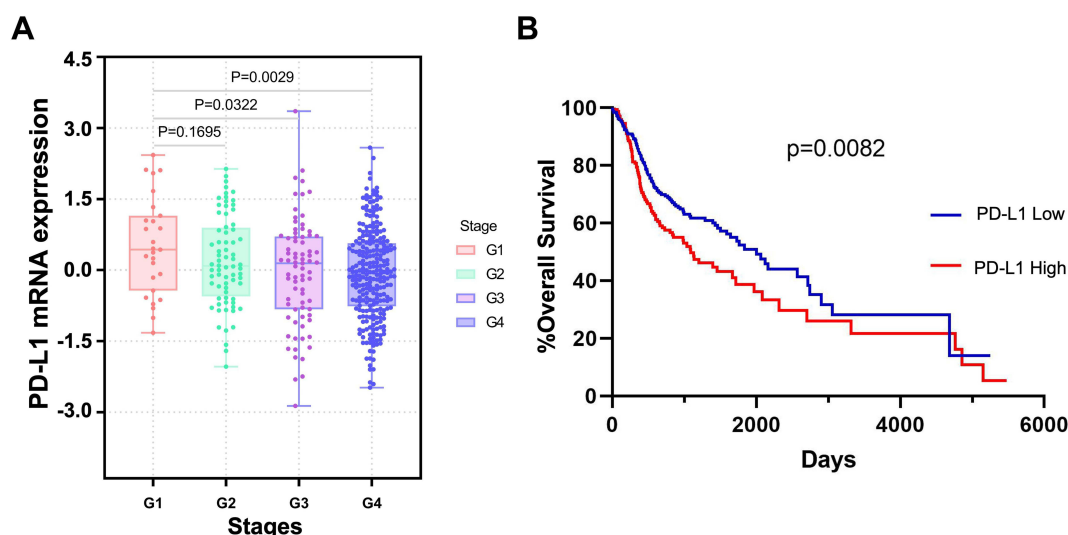 A
PD-L1 mRNA exprression
4.5
3.0
1.5
0.0
-1.5
-3.0
P=0.0029
P=0.0322
P=0.1695
G1
G2
G3
G4
Stages
Stage
G1
G2
G3
G4
B
%Overall Survival
100
80
60
40
20
0
p=0.0082
PD-L1 Low
PD-L1 High
0
2000
4000
6000
Days